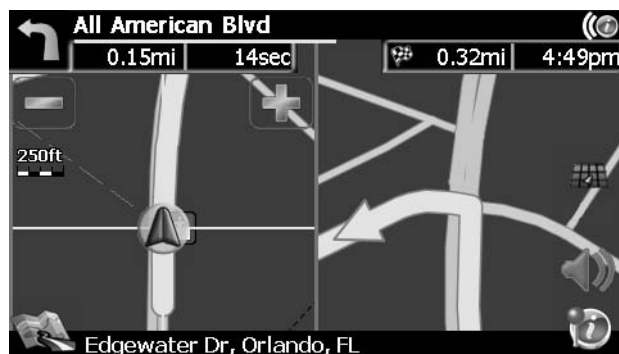 All American Blvd
0.15mi 14sec 0.32mi 4:49pm
250ft
Edgewater Dr, Orlando, FL